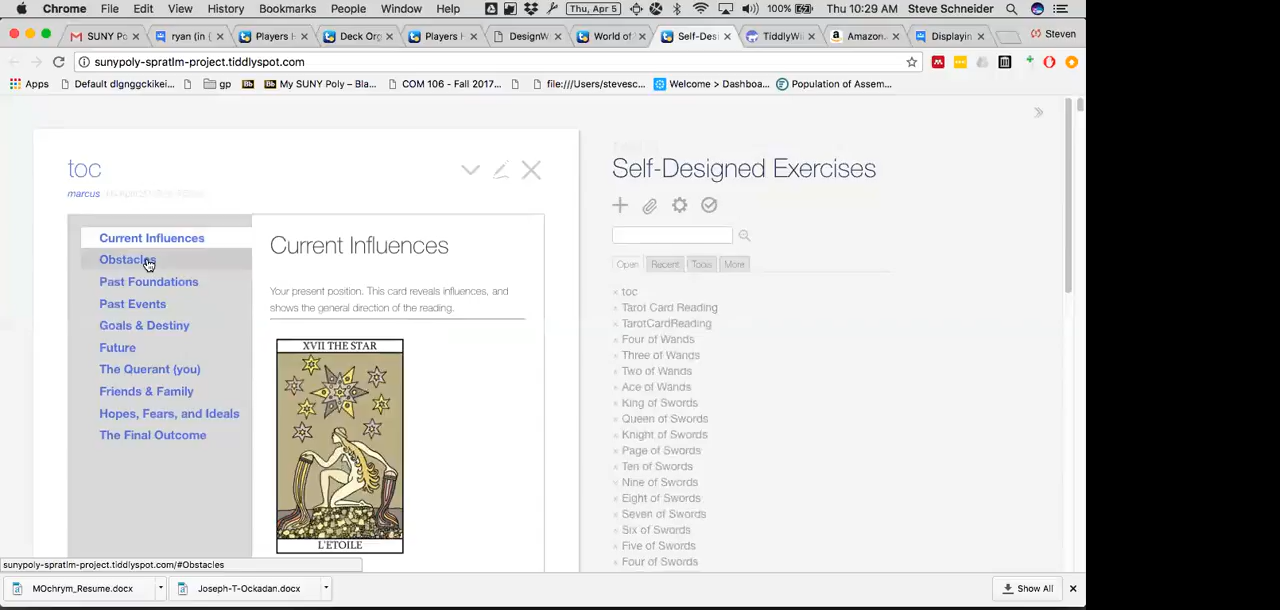 Chrome File Edit View History Bookmarks People Window Help Thu, Apr 5 100% Thu 10:29 AM Steve Schneider
SUNY Po ryan (in ( Players H Deck Org Players H DesignW World of Self-Des TiddlyWi Amazon. Displayin Steven
sunypoly-spratlm-project.tiddlyspot.com
Apps Default dlgnggckikei... gp My SUNY Poly – Bla... COM 106 - Fall 2017... file:///Users/stevesc... Welcome > Dashboa... Population of Assem...
toc
marcus
Current Influences
Obstacles
Past Foundations
Past Events
Goals & Destiny
Future
The Querant (you)
Friends & Family
Hopes, Fears, and Ideals
The Final Outcome
Current Influences
Your present position. This card reveals influences, and
shows the general direction of the reading.
XVII THE STAR
L'ETOILE
Self-Designed Exercises
Open Recent Tools More
× toc
× Tarot Card Reading
× TarotCardReading
× Four of Wands
× Three of Wands
× Two of Wands
× Ace of Wands
× King of Swords
× Queen of Swords
× Knight of Swords
× Page of Swords
× Ten of Swords
× Nine of Swords
× Eight of Swords
× Seven of Swords
× Six of Swords
× Five of Swords
× Four of Swords
sunypoly-spratlm-project.tiddlyspot.com/#Obstacles
MOchrym_Resume.docx Joseph-T-Ockadan.docx Show All